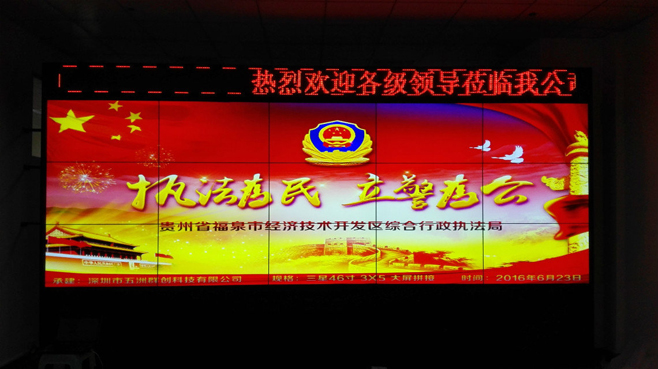 热烈欢迎各级领导莅临我公司
执法为民 立警为公
贵州省福泉市经济技术开发区综合行政执法局
承建：深圳市五洲群创科技有限公司 规格：三星46寸 3X5 大屏拼接 时间：2016年6月23日